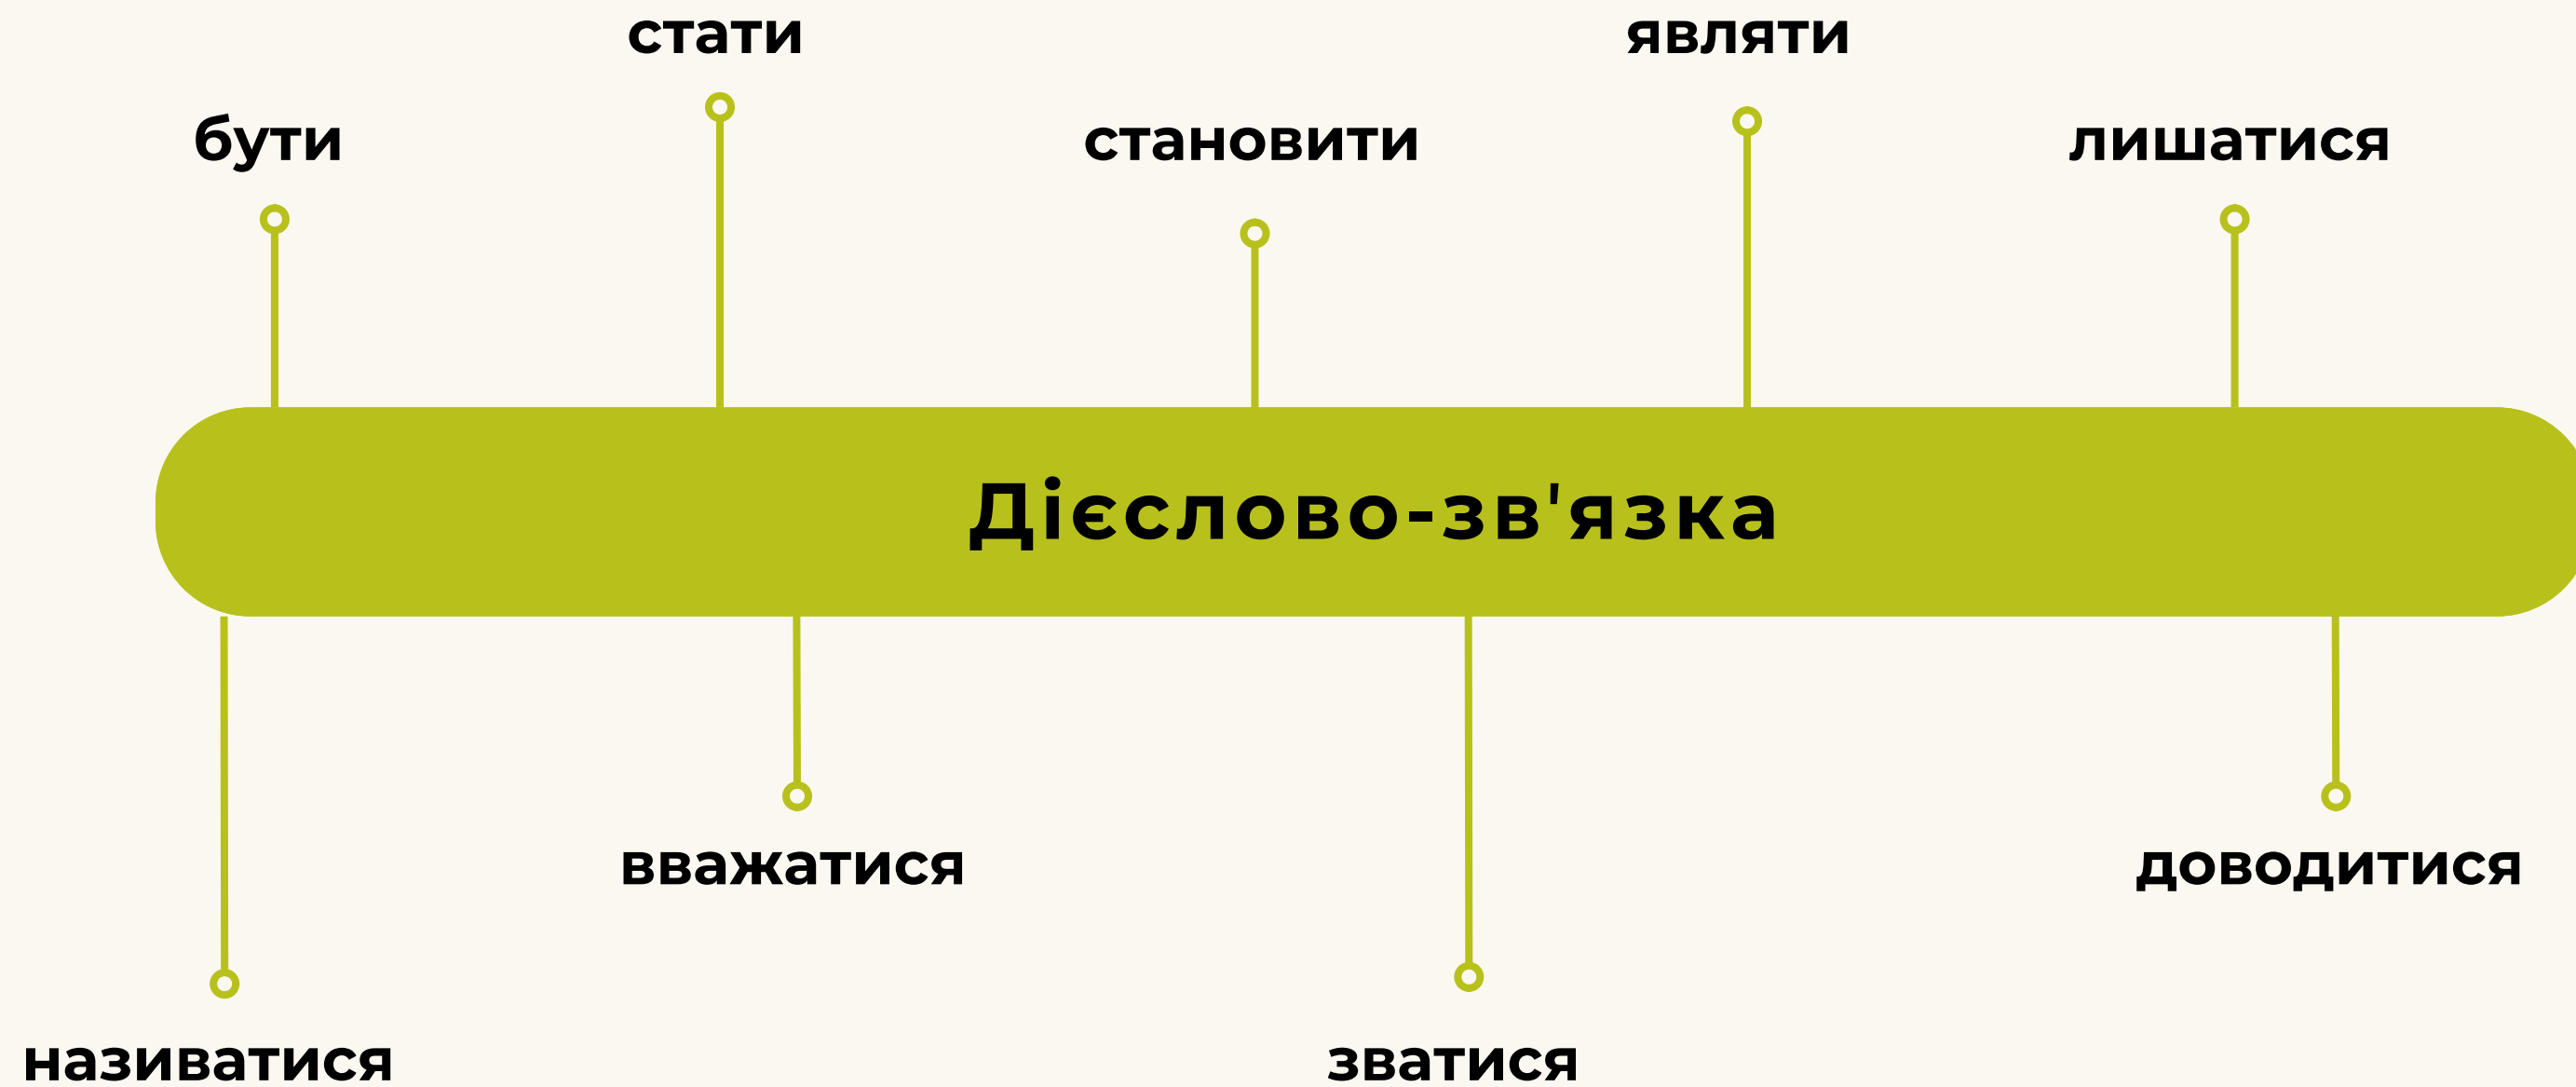 стати
являти
бути
становити
лишатися
Дієслово-зв'язка
вважатися
доводитися
називатися
зватися